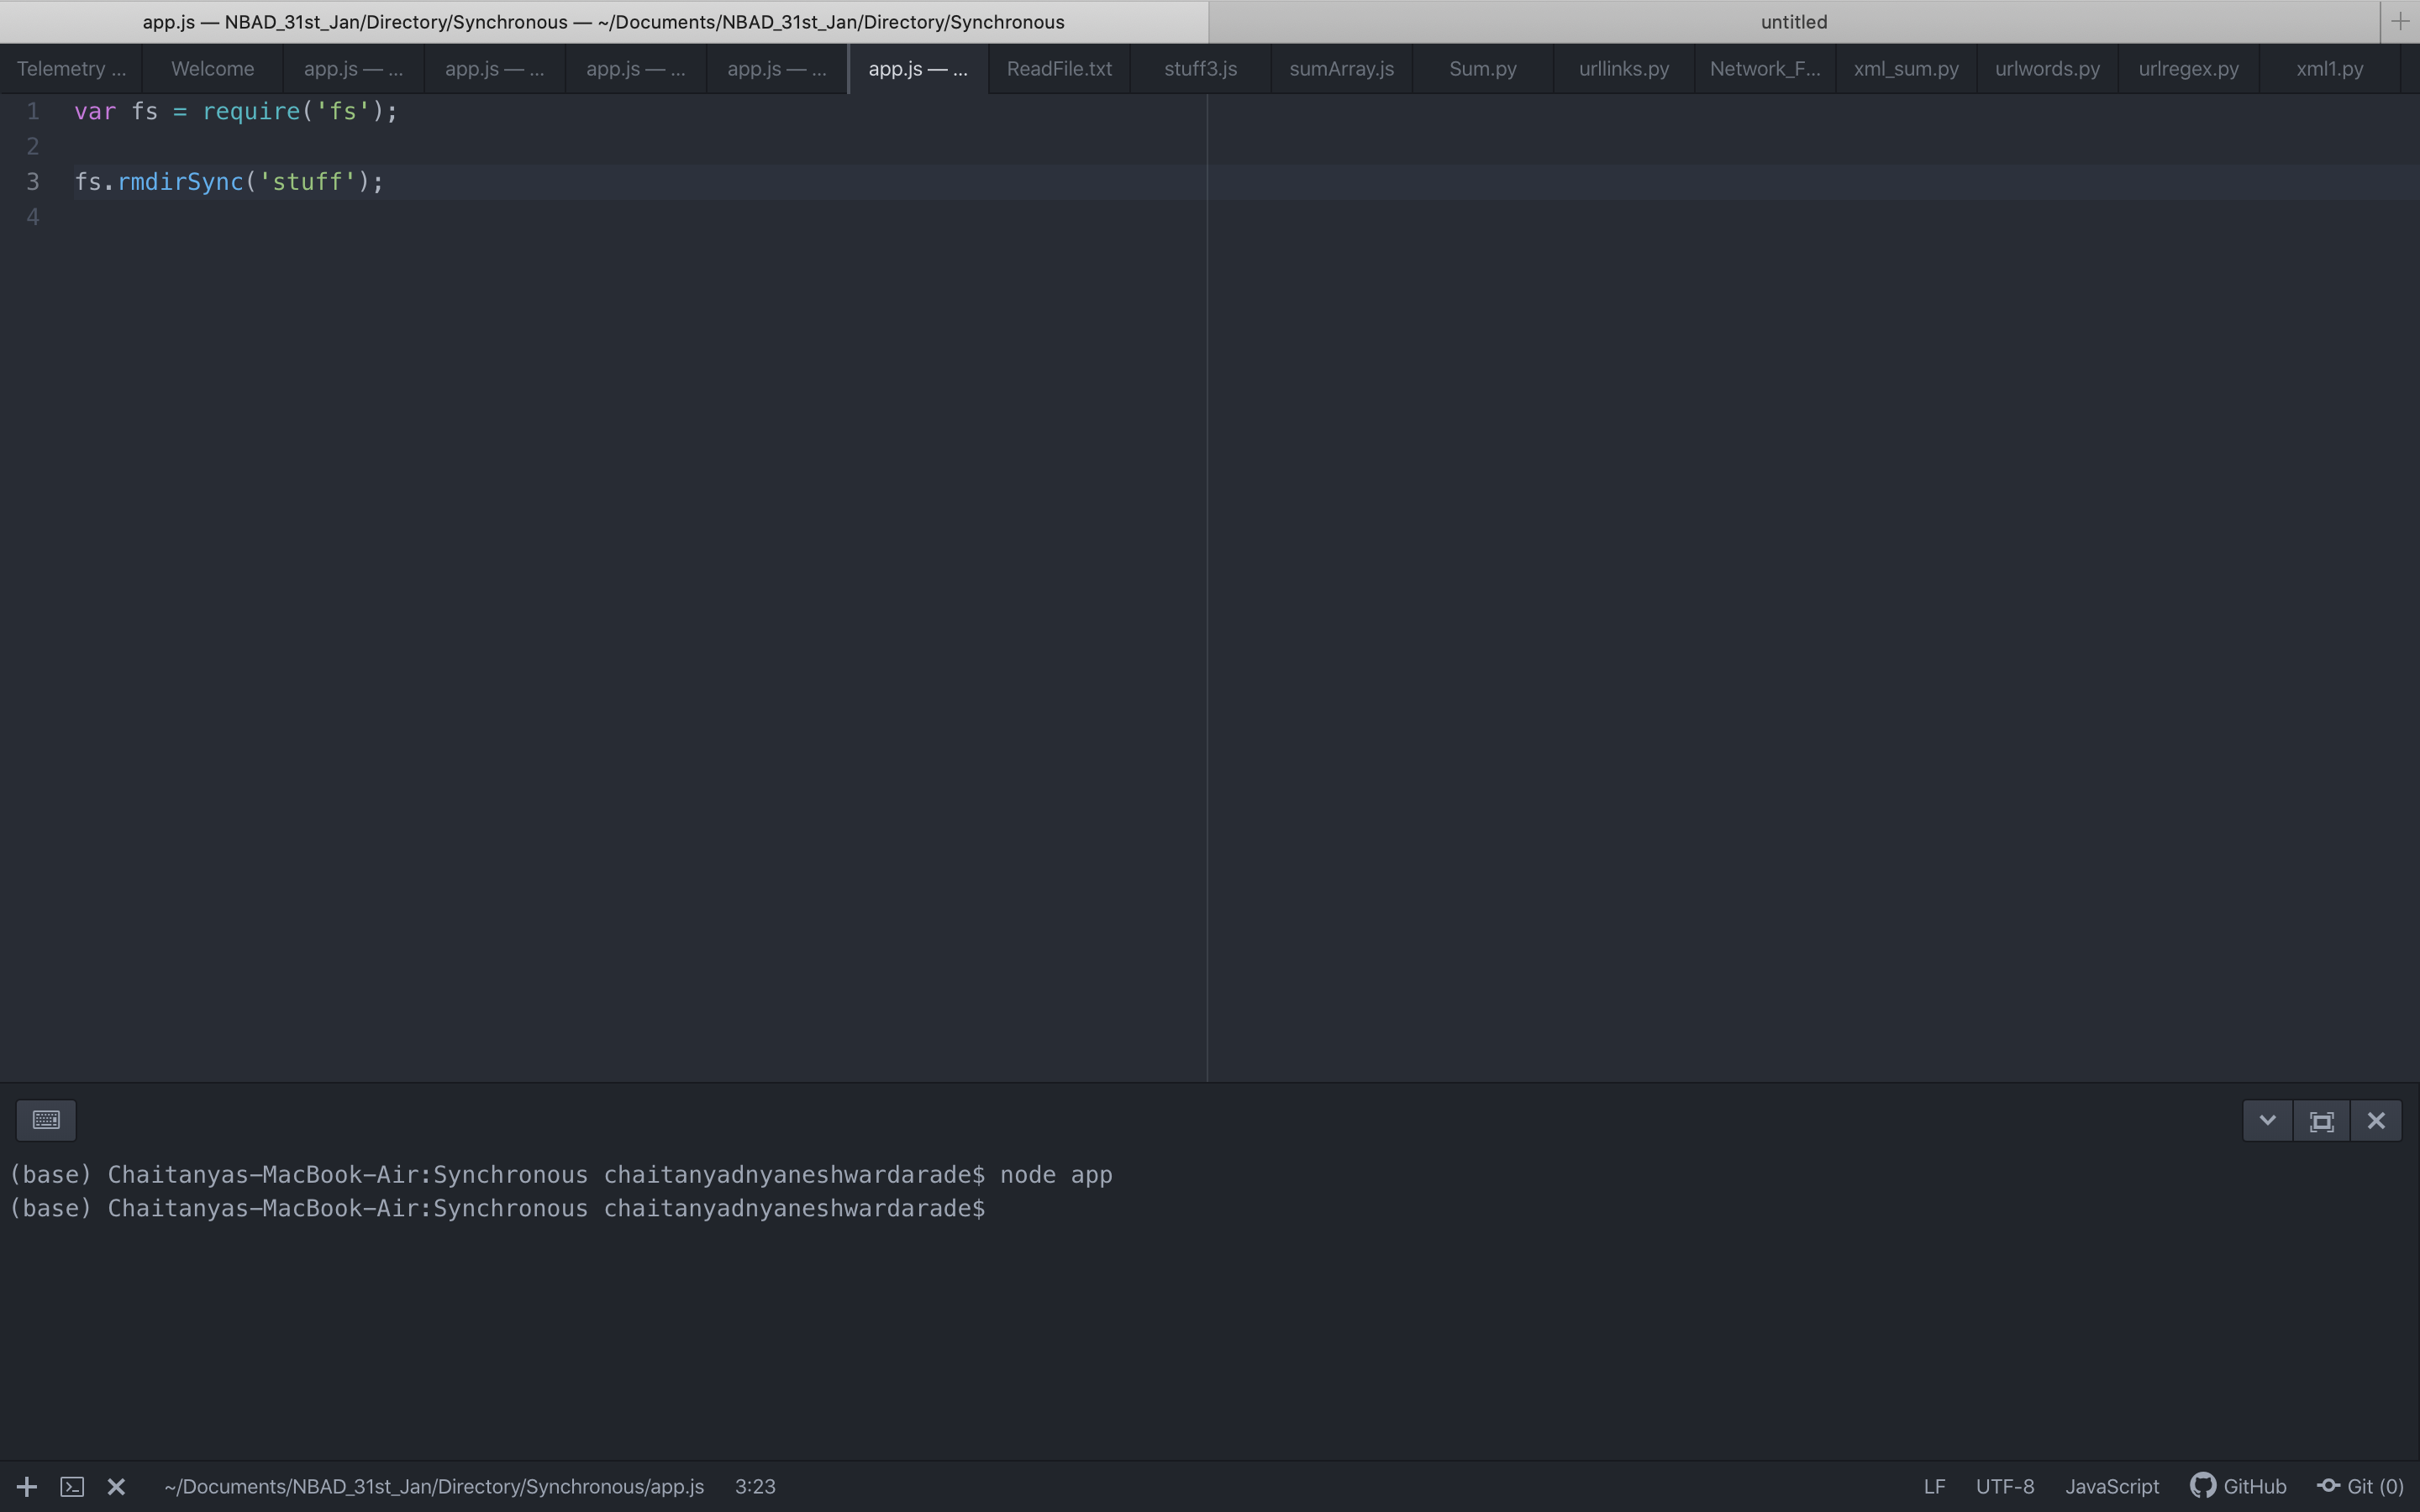 app.js — NBAD_31st_Jan/Directory/Synchronous — ~/Documents/NBAD_31st_Jan/Directory/Synchronous untitled
Telemetry ... Welcome app.js — ... app.js — ... app.js — ... app.js — ... app.js — ... ReadFile.txt stuff3.js sumArray.js Sum.py urllinks.py Network_F... xml_sum.py urlwords.py urlregex.py xml1.py
1 var fs = require('fs');
2
3 fs.rmdirSync('stuff');
4
(base) Chaitanyas-MacBook-Air:Synchronous chaitanyadnyaneshwardarade$ node app
(base) Chaitanyas-MacBook-Air:Synchronous chaitanyadnyaneshwardarade$
~/Documents/NBAD_31st_Jan/Directory/Synchronous/app.js 3:23 LF UTF-8 JavaScript GitHub Git (0)